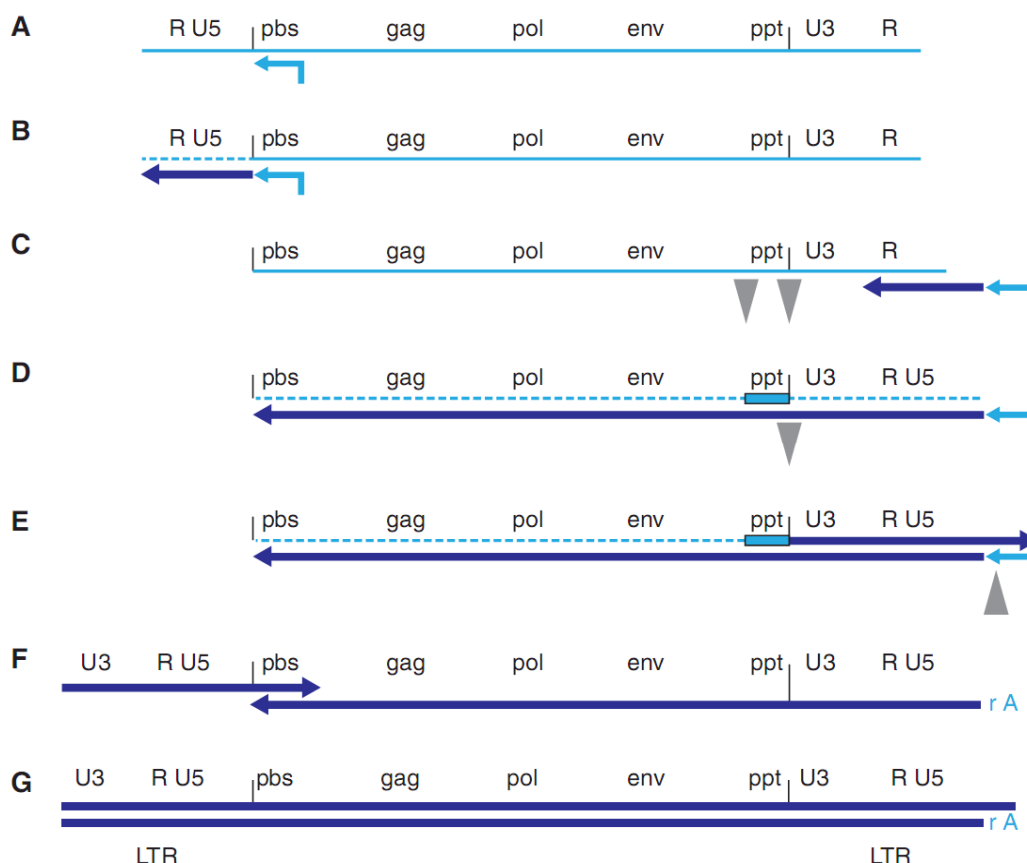 A R U5 pbs gag pol env ppt U3 R
B R U5 pbs gag pol env ppt U3 R
C pbs gag pol env ppt U3 R
D pbs gag pol env ppt U3 R U5
E pbs gag pol env ppt U3 R U5
F U3 R U5 pbs gag pol env ppt U3 R U5
r A
G U3 R U5 pbs gag pol env ppt U3 R U5
r A
LTR LTR